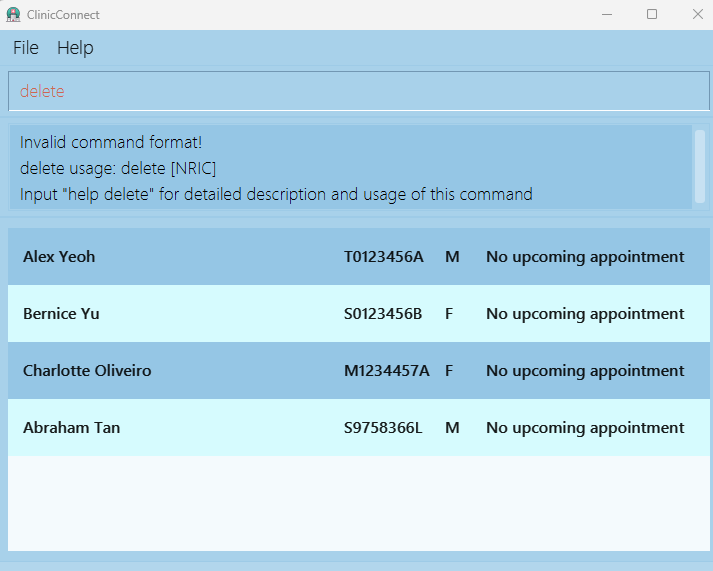 ClinicConnect
File Help
delete
Invalid command format!
delete usage: delete [NRIC]
Input "help delete" for detailed description and usage of this command
Alex Yeoh T0123456A M No upcoming appointment
Bernice Yu S0123456B F No upcoming appointment
Charlotte Oliveiro M1234457A F No upcoming appointment
Abraham Tan S9758366L M No upcoming appointment